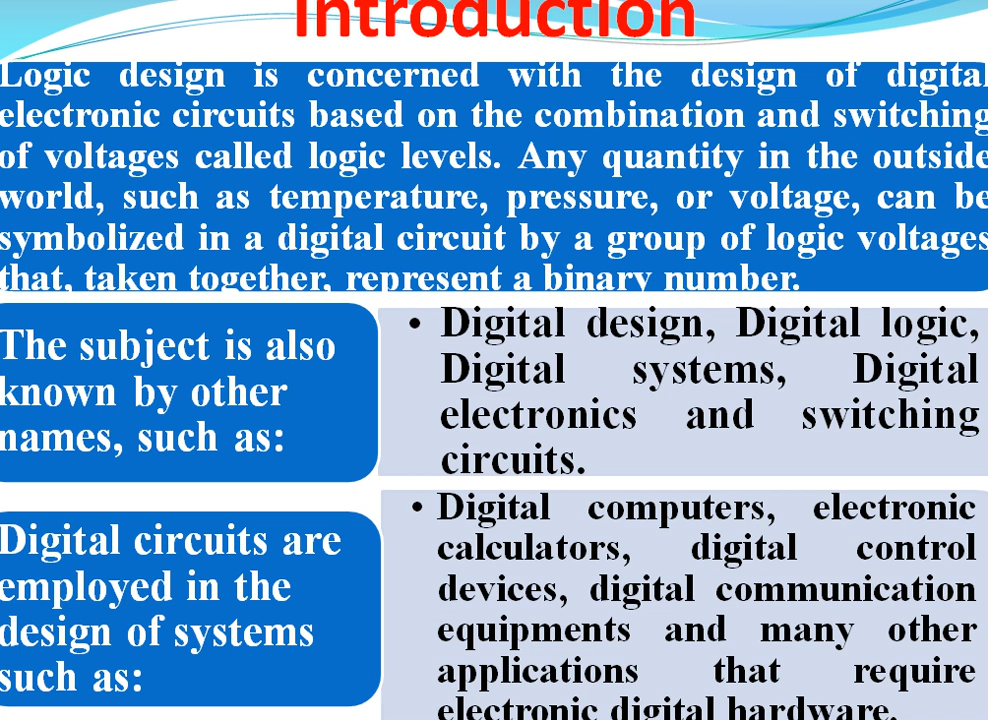 Introduction
Logic design is concerned with the design of digital
electronic circuits based on the combination and switching
of voltages called logic levels. Any quantity in the outside
world, such as temperature, pressure, or voltage, can be
symbolized in a digital circuit by a group of logic voltages
that, taken together, represent a binary number.
The subject is also
known by other
names, such as:
• Digital design, Digital logic,
Digital systems, Digital
electronics and switching
circuits.
Digital circuits are
employed in the
design of systems
such as:
• Digital computers, electronic
calculators, digital control
devices, digital communication
equipments and many other
applications that require
electronic digital hardware.